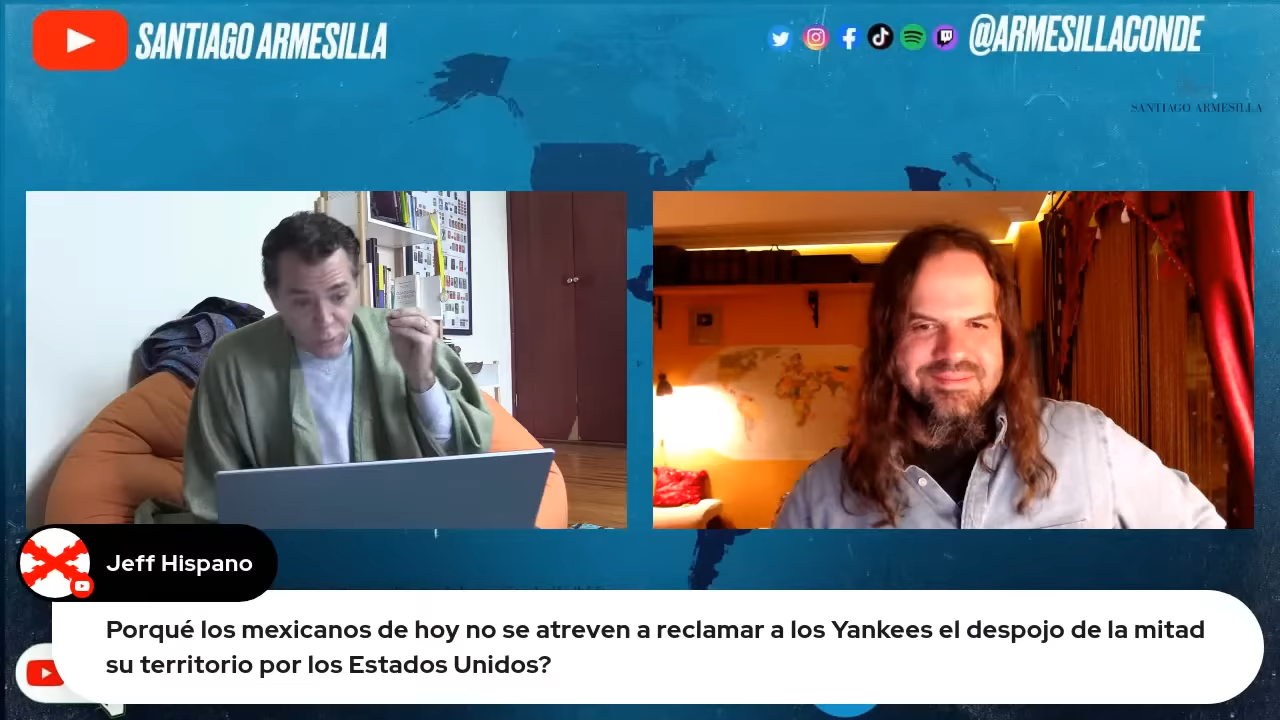 SANTIAGO ARMESILLA
@ARMESILLACONDE
SANTIAGO ARMESILLA
Jeff Hispano
Porqué los mexicanos de hoy no se atreven a reclamar a los Yankees el despojo de la mitad
su territorio por los Estados Unidos?